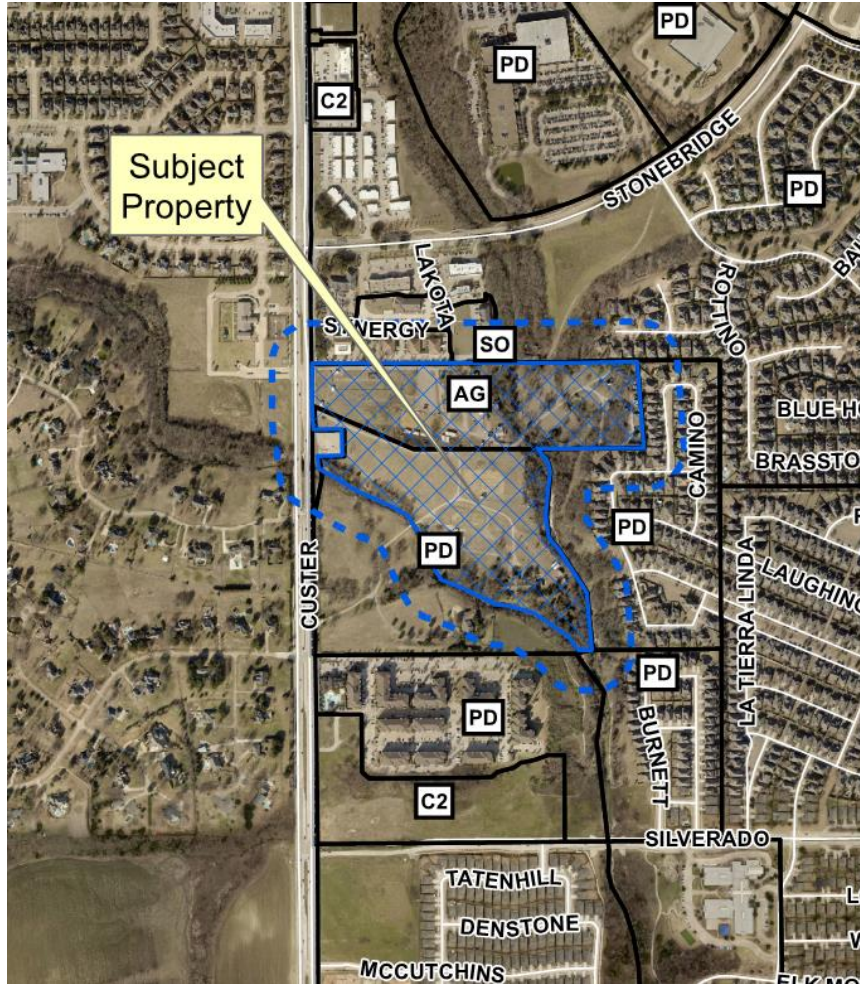 PD
PD
C2
Subject
Property
STONEBRIDGE
PD
LAKOTA
ROTTINO
SYNERGY
SO
AG
BLUE HO
CAMINO
BRASSTO
PD
CUSTER
PD
LAUGHING
LA TIERRA LINDA
PD
PD
BURNETT
C2
SILVERADO
TATENHILL
DENSTONE
MCCUTCHINS